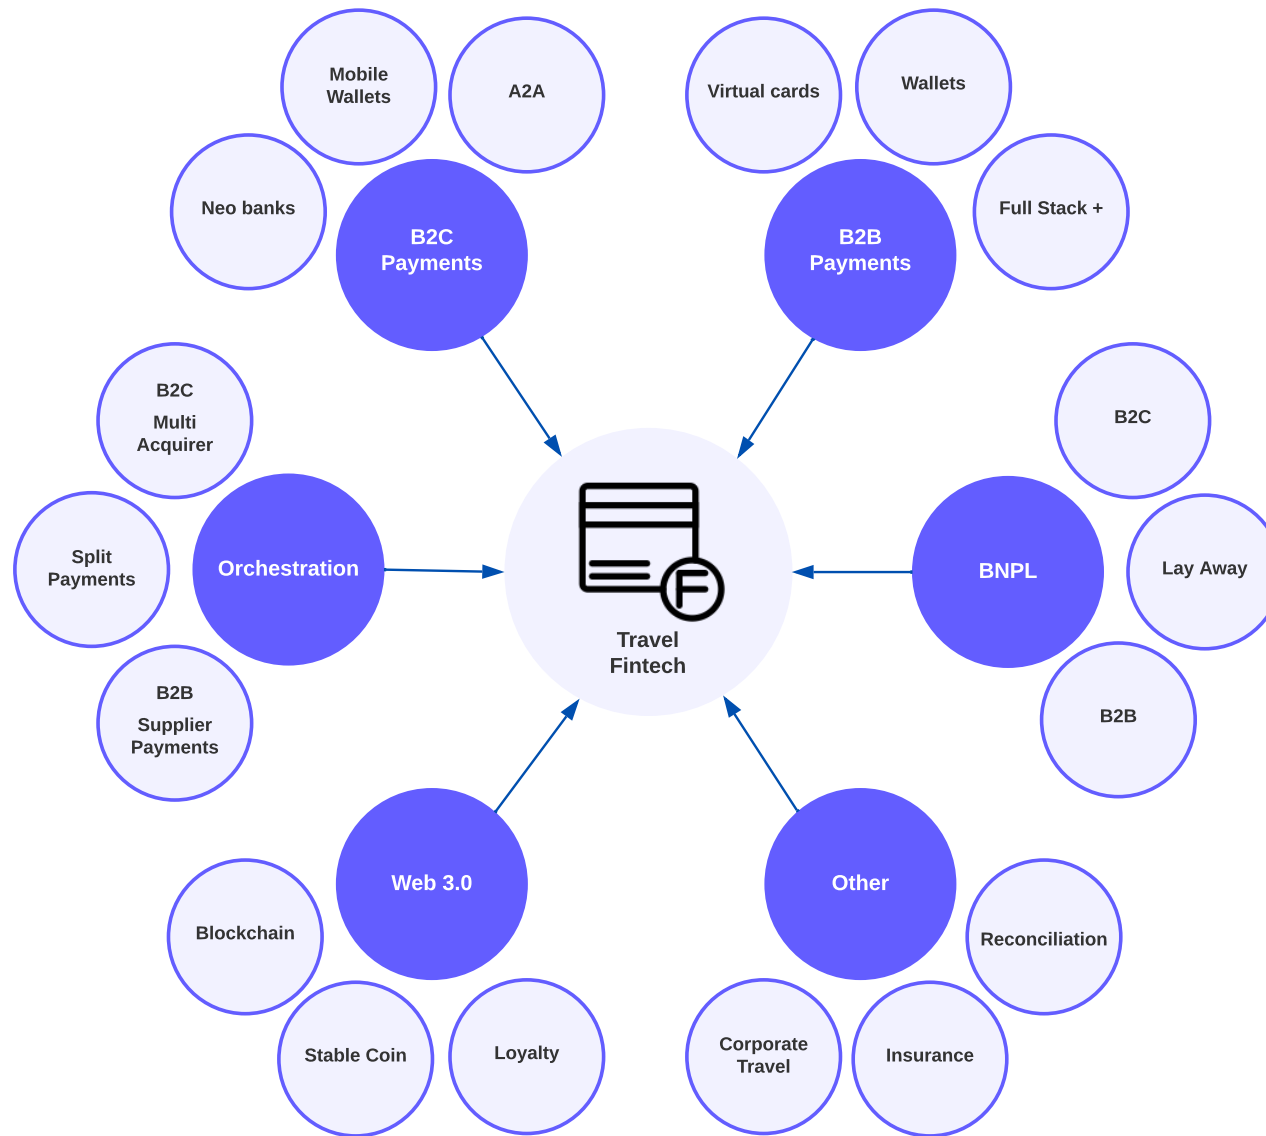 Mobile
Wallets
A2A
Neo banks
B2C
Payments
Virtual cards
Wallets
Full Stack +
B2B
Payments
B2C
Multi
Acquirer
Split
Payments
Orchestration
B2B
Supplier
Payments
F
Travel
Fintech
B2C
Lay Away
BNPL
B2B
Web 3.0
Blockchain
Stable Coin
Loyalty
Other
Reconciliation
Corporate
Travel
Insurance